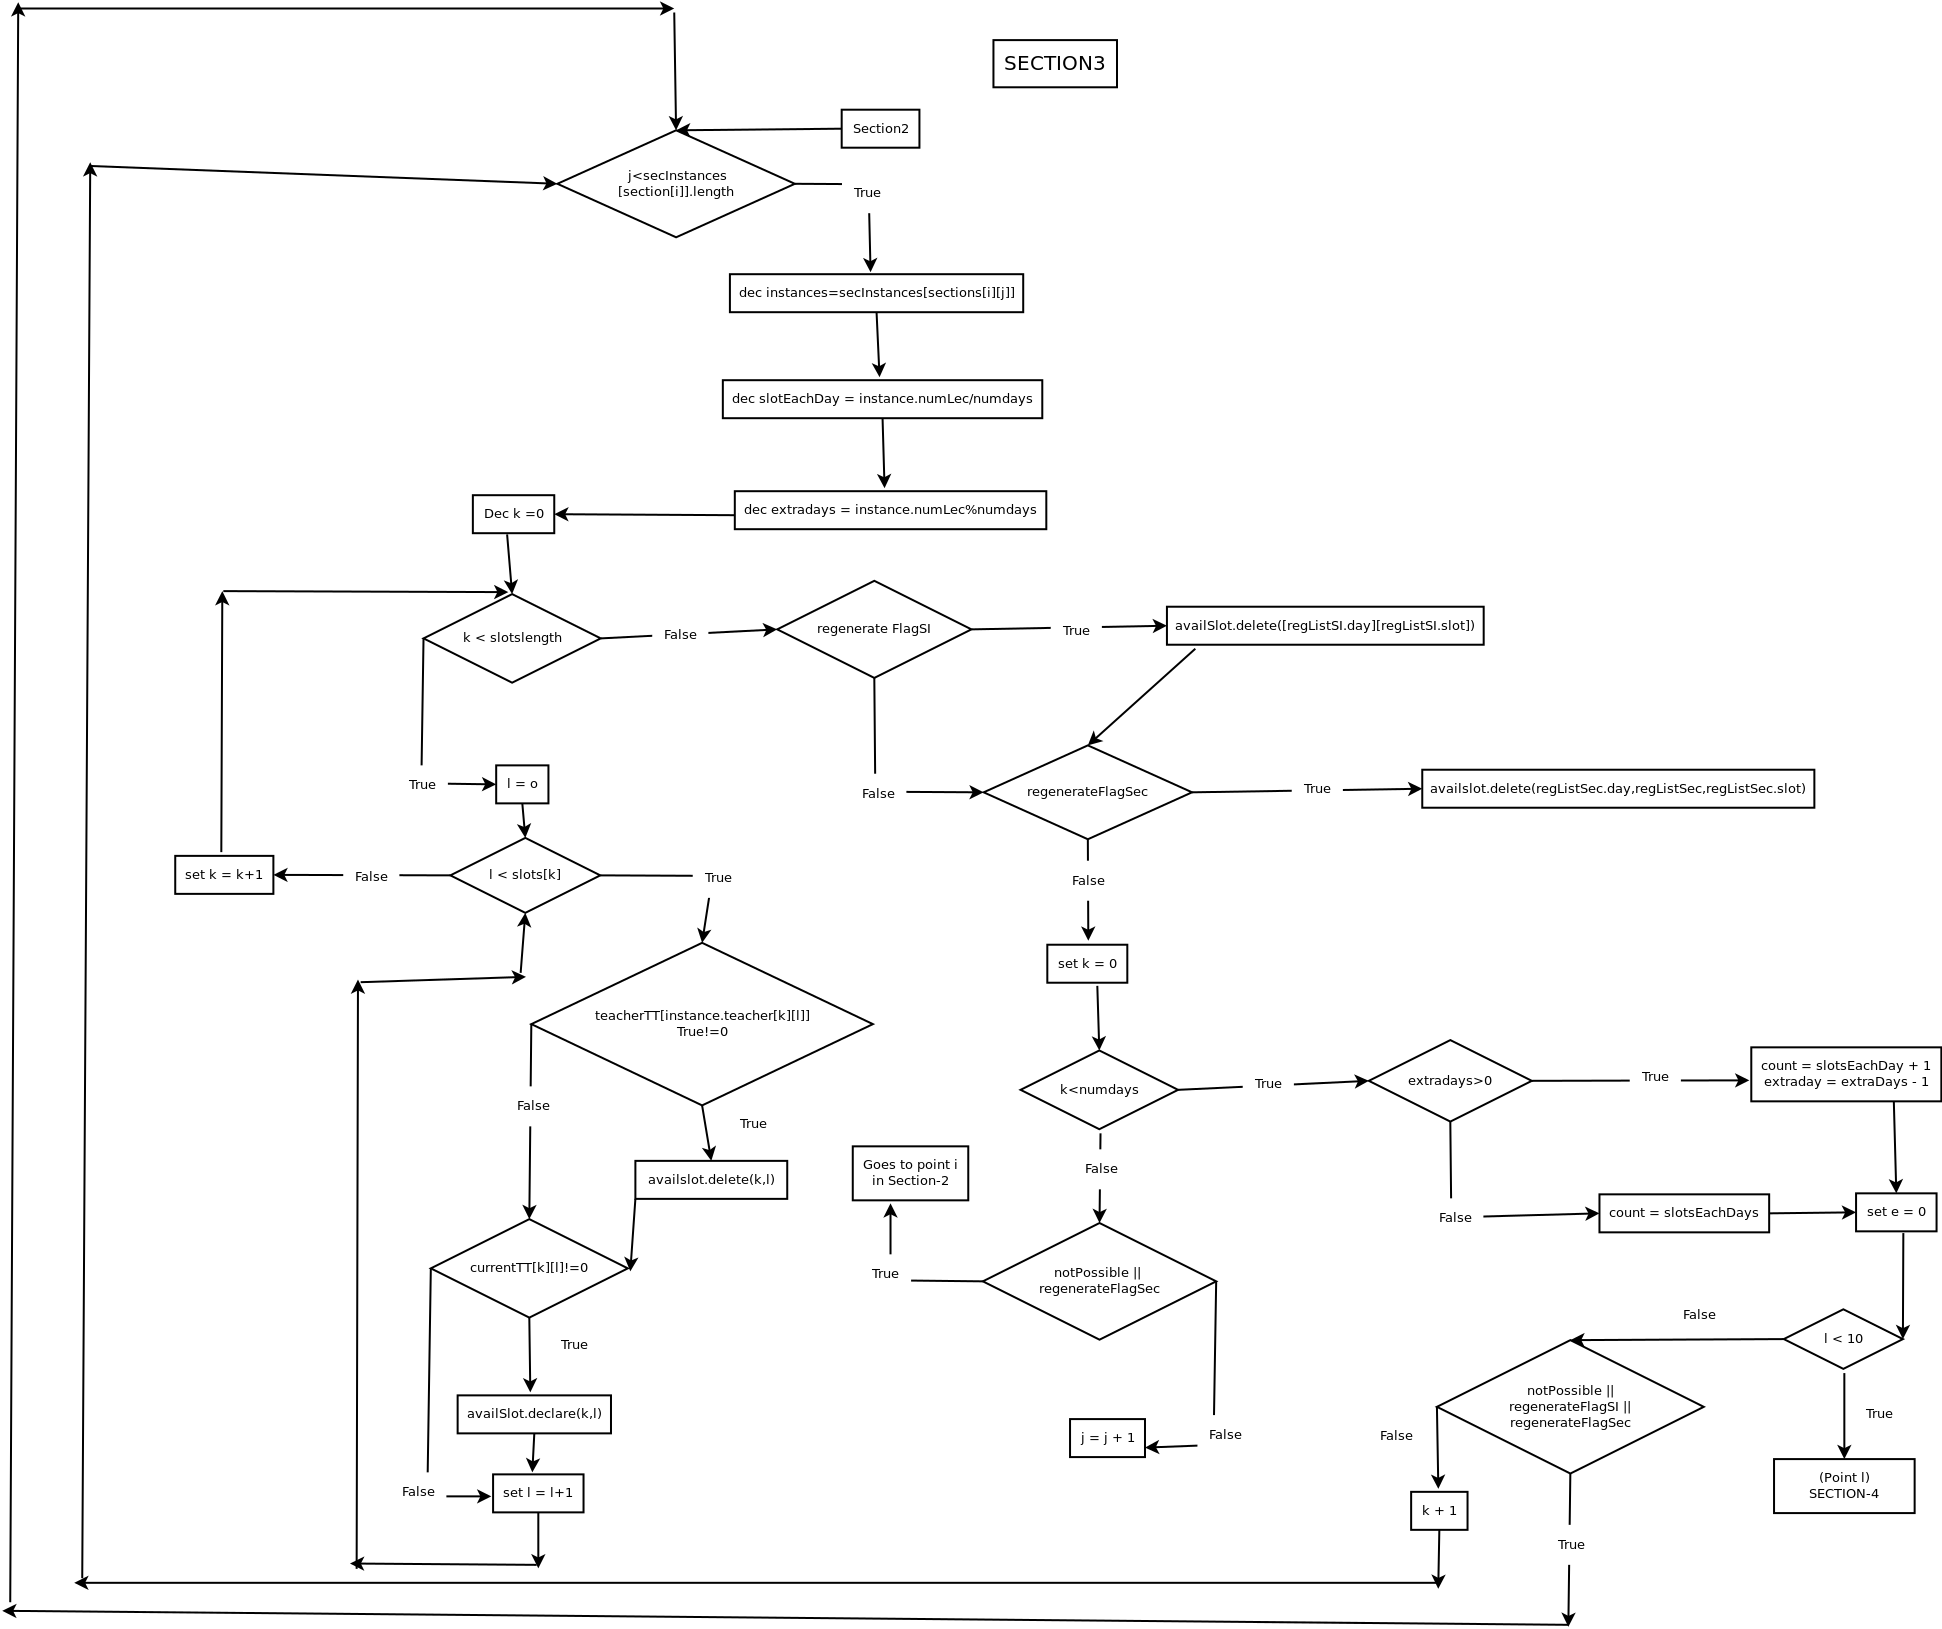 SECTION3
Section2
j<secInstances
[section[i]].length
True
dec instances=secInstances[sections[i][j]]
dec slotEachDay = instance.numLec/numdays
dec extradays = instance.numLec%numdays
Dec k =0
k < slotslength
False
regenerate FlagSI
True
availSlot.delete([regListSI.day][regListSI.slot])
True
l = o
False
regenerateFlagSec
True
availslot.delete(regListSec.day,regListSec,regListSec.slot)
set k = k+1
False
l < slots[k]
True
False
set k = 0
teacherTT[instance.teacher[k][l]]
True!=0
k<numdays
True
extradays>0
True
count = slotsEachDay + 1
extraday = extraDays - 1
False
True
availslot.delete(k,l)
Goes to point i
in Section-2
False
False
count = slotsEachDays
set e = 0
currentTT[k][l]!=0
True
notPossible ||
regenerateFlagSec
True
False
l < 10
notPossible ||
regenerateFlagSI ||
regenerateFlagSec
True
availSlot.declare(k,l)
j = j + 1
False
False
False
set l = l+1
k + 1
(Point l)
SECTION-4
True